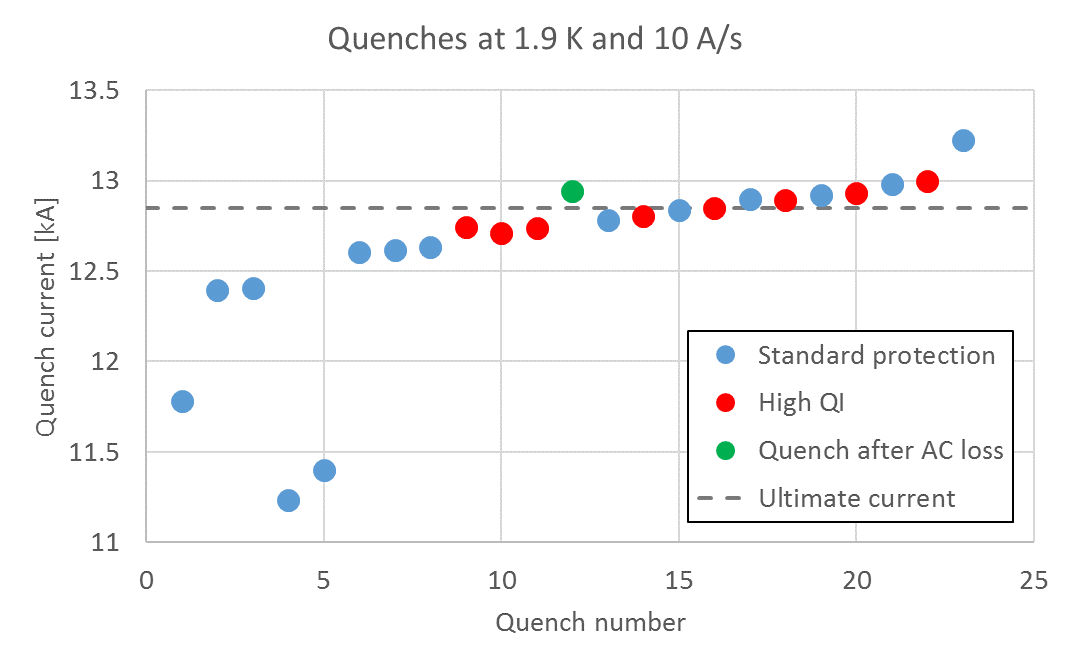 Quenches at 1.9 K and 10 A/s
Quench current [kA]
13.5
13
12.5
12
11.5
11
Standard protection
High QI
Quench after AC loss
Ultimate current
0 5 10 15 20 25
Quench number